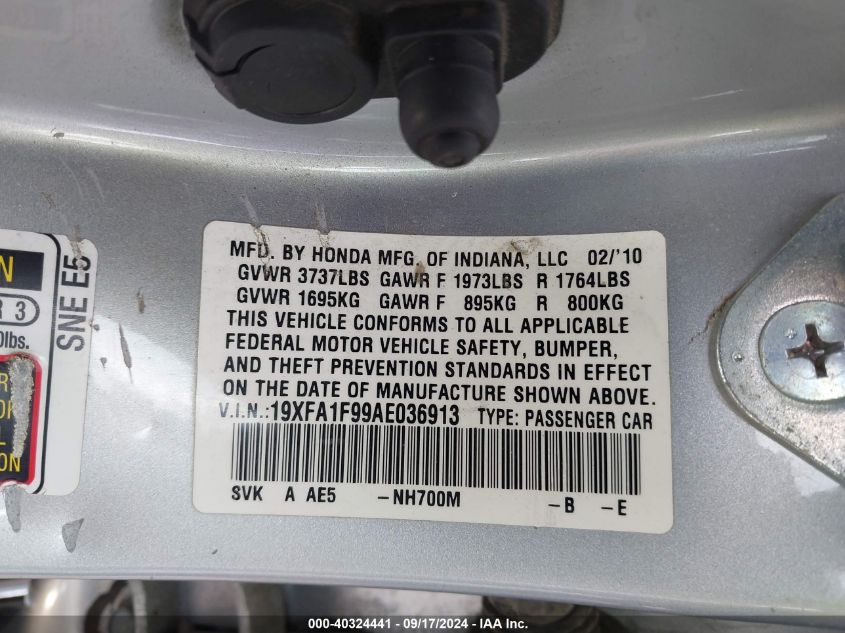 MFD. BY HONDA MFG. OF INDIANA, LLC 02/'10
GVWR 3737LBS GAWR F 1973LBS R 1764LBS
GVWR 1695KG GAWR F 895KG R 800KG
THIS VEHICLE CONFORMS TO ALL APPLICABLE
FEDERAL MOTOR VEHICLE SAFETY, BUMPER,
AND THEFT PREVENTION STANDARDS IN EFFECT
ON THE DATE OF MANUFACTURE SHOWN ABOVE.
V.I.N.:19XFA1F99AE036913 TYPE: PASSENGER CAR
SVK A AE5 -NH700M -B -E
SNE E5
N
R 3
0lbs.
L
ON
000-40324441 - 09/17/2024 - IAA Inc.